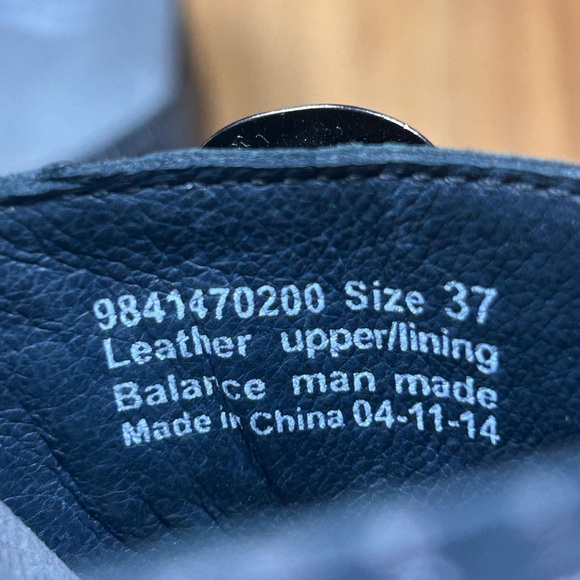 9841470200 Size 37
Leather upper/lining
Balance man made
Made in China 04-11-14